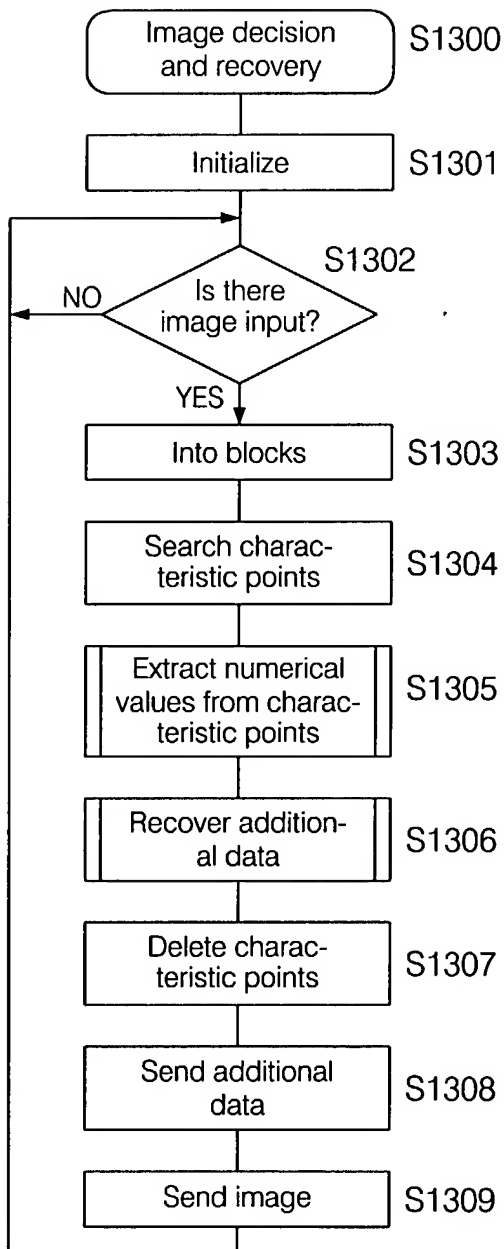 Image decision
and recovery
S1300
Initialize
S1301
S1302
Is there
image input?
NO
YES
Into blocks
S1303
Search charac-
teristic points
S1304
Extract numerical
values from charac-
teristic points
S1305
Recover addition-
al data
S1306
Delete charac-
teristic points
S1307
Send additional
data
S1308
Send image
S1309